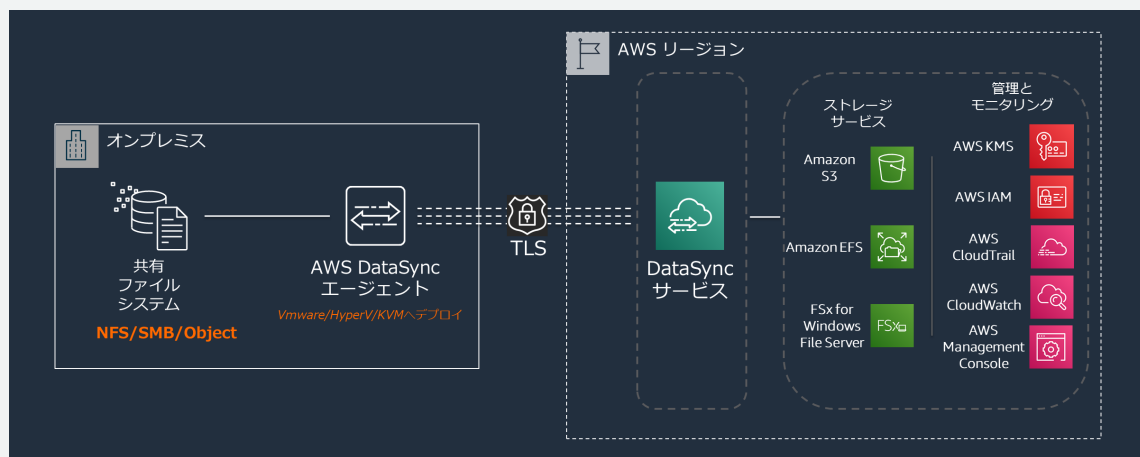 AWS リージョン
オンプレミス
共有
ファイル
システム
NFS/SMB/Object
AWS DataSync
エージェント
Vmware/HyperV/KVMへデプロイ
TLS
DataSync
サービス
ストレージ
サービス
Amazon
S3
Amazon EFS
FSx for
Windows
File Server
FSx
管理と
モニタリング
AWS KMS
AWS IAM
AWS
CloudTrail
AWS
CloudWatch
AWS
Management
Console